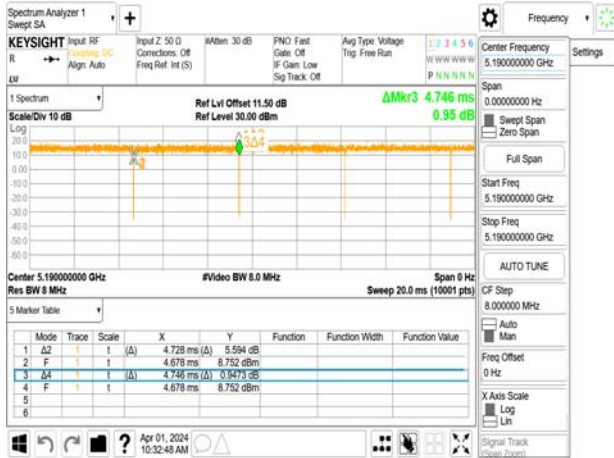 Spectrum Analyzer 1
Swept SA
+
Frequency
KEYSIGHT
R
Input: RF
Coupling: DC
Align: Auto
Input Z: 50 Ω
Corrections: Off
Freq Ref: Int (S)
#Atten: 30 dB
PNO: Fast
Gate: Off
IF Gain: Low
Sig Track: Off
Avg Type: Voltage
Trig: Free Run
1 2 3 4 5 6
W W W W W W
P N N N N N
Center Frequency
5.190000000 GHz
Settings
Span
0.00000000 Hz
Swept Span
Zero Span
Full Span
Start Freq
5.190000000 GHz
Stop Freq
5.190000000 GHz
AUTO TUNE
CF Step
8.000000 MHz
Auto
Man
Freq Offset
0 Hz
X Axis Scale
Log
Lin
Signal Track
(Span Zoom)
1 Spectrum
Scale/Div 10 dB
Ref Lvl Offset 11.50 dB
Ref Level 30.00 dBm
ΔMkr3 4.746 ms
0.95 dB
Log
20.0
10.0
0.00
-10.0
-20.0
-30.0
-40.0
-50.0
-60.0
3Δ4
Center 5.190000000 GHz
Res BW 8 MHz
#Video BW 8.0 MHz
Span 0 Hz
Sweep 20.0 ms (10001 pts)
5 Marker Table
Mode Trace Scale X Y Function Function Width Function Value
1 Δ2 1 t (Δ) 4.728 ms (Δ) 5.594 dB
2 F 1 t 4.678 ms 8.752 dBm
3 Δ4 1 t (Δ) 4.746 ms (Δ) 0.9473 dB
4 F 1 t 4.678 ms 8.752 dBm
5
6
?
Apr 01, 2024
10:32:48 AM